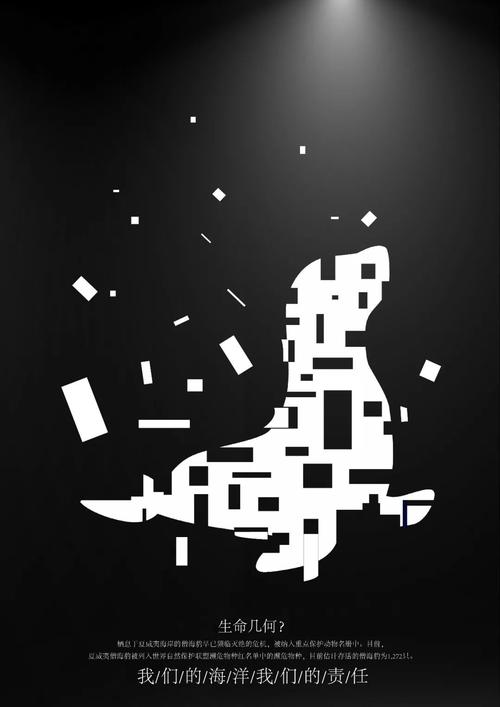 生命几何?
栖息于夏威夷海岸的僧海豹早已频临灭绝的危机，被纳入重点保护动物名册中。目前，
夏威夷僧海豹被列入世界自然保护联盟濒危物种红名单中的濒危物种，目前估计存活的僧海豹为1,272只。
我/们/的/海/洋/我/们/的/责/任